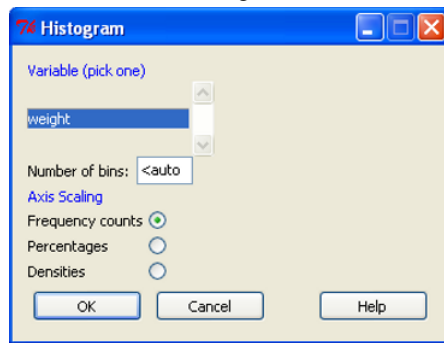 Histogram
Variable (pick one)
weight
Number of bins: <auto
Axis Scaling
Frequency counts
Percentages
Densities
OK Cancel Help